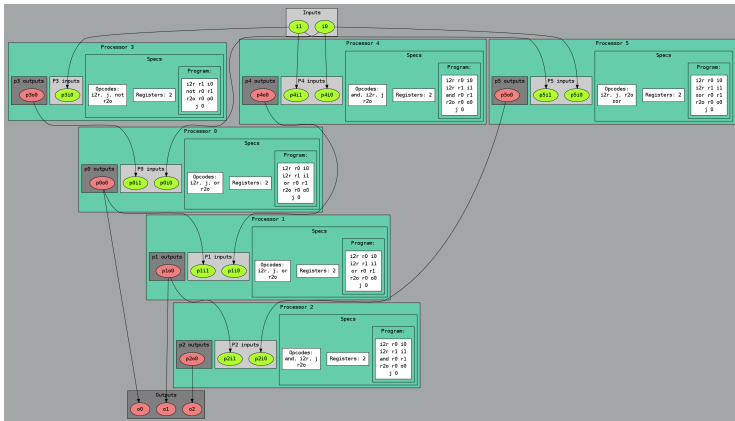 Inputs
i1
i0
Processor 3
p3 outputs
p3o0
P3 inputs
p3i0
Specs
Opcodes:
i2r, j, not
r2o
Registers: 2
Program:
i2r r1 i0
not r0 r1
r2o r0 o0
j 0
Processor 4
p4 outputs
p4o0
P4 inputs
p4i1
p4i0
Specs
Opcodes:
and, i2r, j
r2o
Registers: 2
Program:
i2r r0 i0
i2r r1 i1
and r0 r1
r2o r0 o0
j 0
Processor 5
p5 outputs
p5o0
P5 inputs
p5i1
p5i0
Specs
Opcodes:
i2r, j, r2o
xor
Registers: 2
Program:
i2r r0 i0
i2r r1 i1
xor r0 r1
r2o r0 o0
j 0
Processor 0
p0 outputs
p0o0
P0 inputs
p0i1
p0i0
Specs
Opcodes:
i2r, j, or
r2o
Registers: 2
Program:
i2r r0 i0
i2r r1 i1
or r0 r1
r2o r0 o0
j 0
Processor 1
p1 outputs
p1o0
P1 inputs
p1i1
p1i0
Specs
Opcodes:
i2r, j, or
r2o
Registers: 2
Program:
i2r r0 i0
i2r r1 i1
or r0 r1
r2o r0 o0
j 0
Processor 2
p2 outputs
p2o0
P2 inputs
p2i1
p2i0
Specs
Opcodes:
and, i2r, j
r2o
Registers: 2
Program:
i2r r0 i0
i2r r1 i1
and r0 r1
r2o r0 o0
j 0
Outputs
o0
o1
o2